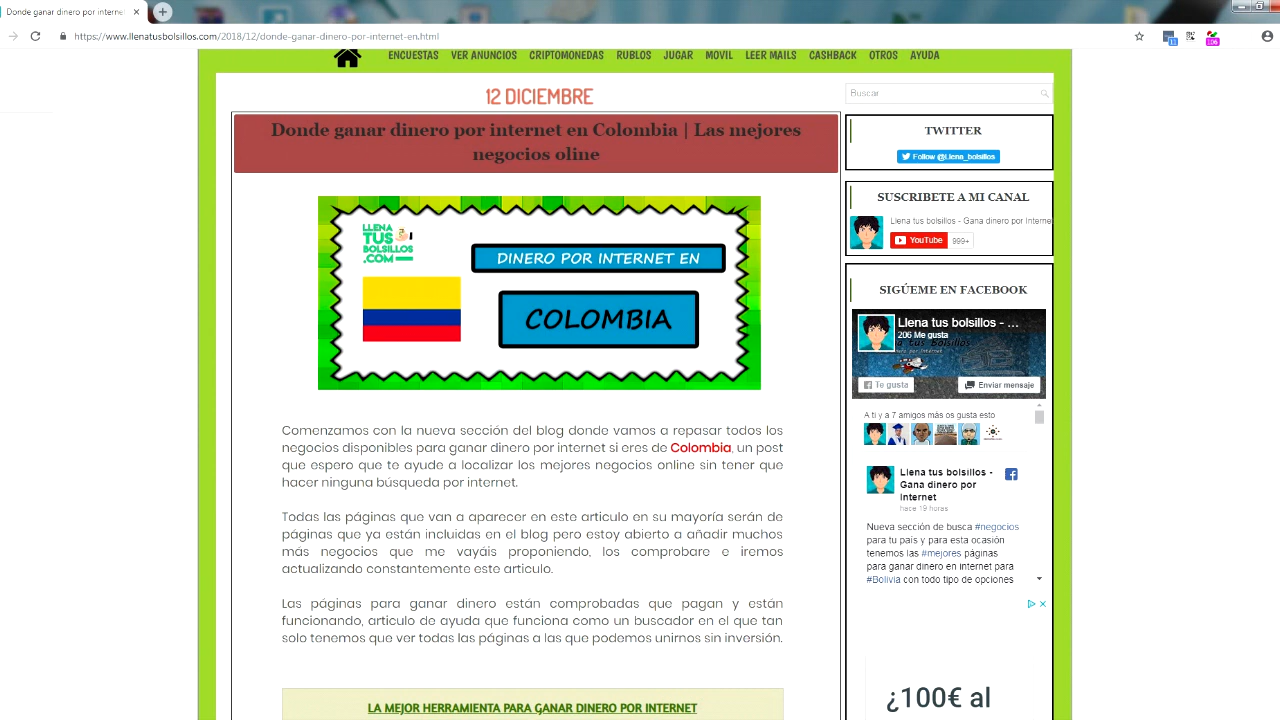 Donde ganar dinero por internet
https://www.llenatusbolsillos.com/2018/12/donde-ganar-dinero-por-internet-en.html
12
106
ENCUESTAS VER ANUNCIOS CRIPTOMONEDAS RUBLOS JUGAR MOVIL LEER MAILS CASHBACK OTROS AYUDA
12 DICIEMBRE
Donde ganar dinero por internet en Colombia | Las mejores
negocios oline
LLENA
TUS
BOLSILLOS
.COM
DINERO POR INTERNET EN
COLOMBIA
Comenzamos con la nueva sección del blog donde vamos a repasar todos los
negocios disponibles para ganar dinero por internet si eres de Colombia, un post
que espero que te ayude a localizar los mejores negocios online sin tener que
hacer ninguna búsqueda por internet.
Todas las páginas que van a aparecer en este articulo en su mayoría serán de
páginas que ya están incluidas en el blog pero estoy abierto a añadir muchos
más negocios que me vayáis proponiendo, los comprobare e iremos
actualizando constantemente este articulo.
Las páginas para ganar dinero están comprobadas que pagan y están
funcionando, articulo de ayuda que funciona como un buscador en el que tan
solo tenemos que ver todas las páginas a las que podemos unirnos sin inversión.
LA MEJOR HERRAMIENTA PARA GANAR DINERO POR INTERNET
Buscar
TWITTER
Follow @Llena_bolsillos
SUSCRIBETE A MI CANAL
Llena tus bolsillos - Gana dinero por Interne
YouTube 999+
SIGÚEME EN FACEBOOK
Llena tus bolsillos - ...
206 Me gusta
Te gusta
Enviar mensaje
A ti y a 7 amigos más os gusta esto
Llena tus bolsillos -
Gana dinero por
Internet
hace 19 horas
Nueva sección de busca #negocios
para tu país y para esta ocasión
tenemos las #mejores páginas
para ganar dinero en internet para
#Bolivia con todo tipo de opciones
¿100€ al